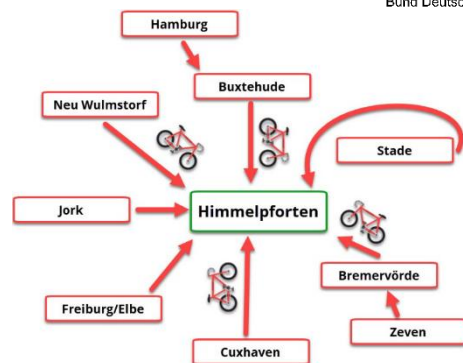 Bund Deutsc
Hamburg
Buxtehude
Neu Wulmstorf
Stade
Jork
Himmelpforten
Bremervörde
Freiburg/Elbe
Zeven
Cuxhaven